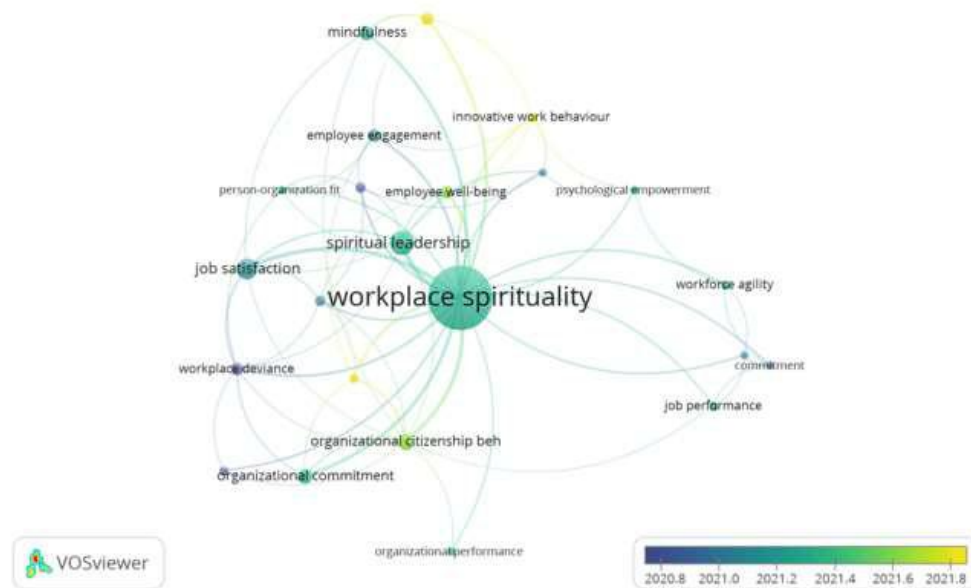 mindfulness
innovative work behaviour
employee engagement
person-organization fit
employee well-being
psychological empowerment
spiritual leadership
job satisfaction
workplace spirituality
workforce agility
workplace deviance
commitment
job performance
organizational citizenship beh
organizational commitment
organizational performance
VOSviewer
2020.8 2021.0 2021.2 2021.4 2021.6 2021.8